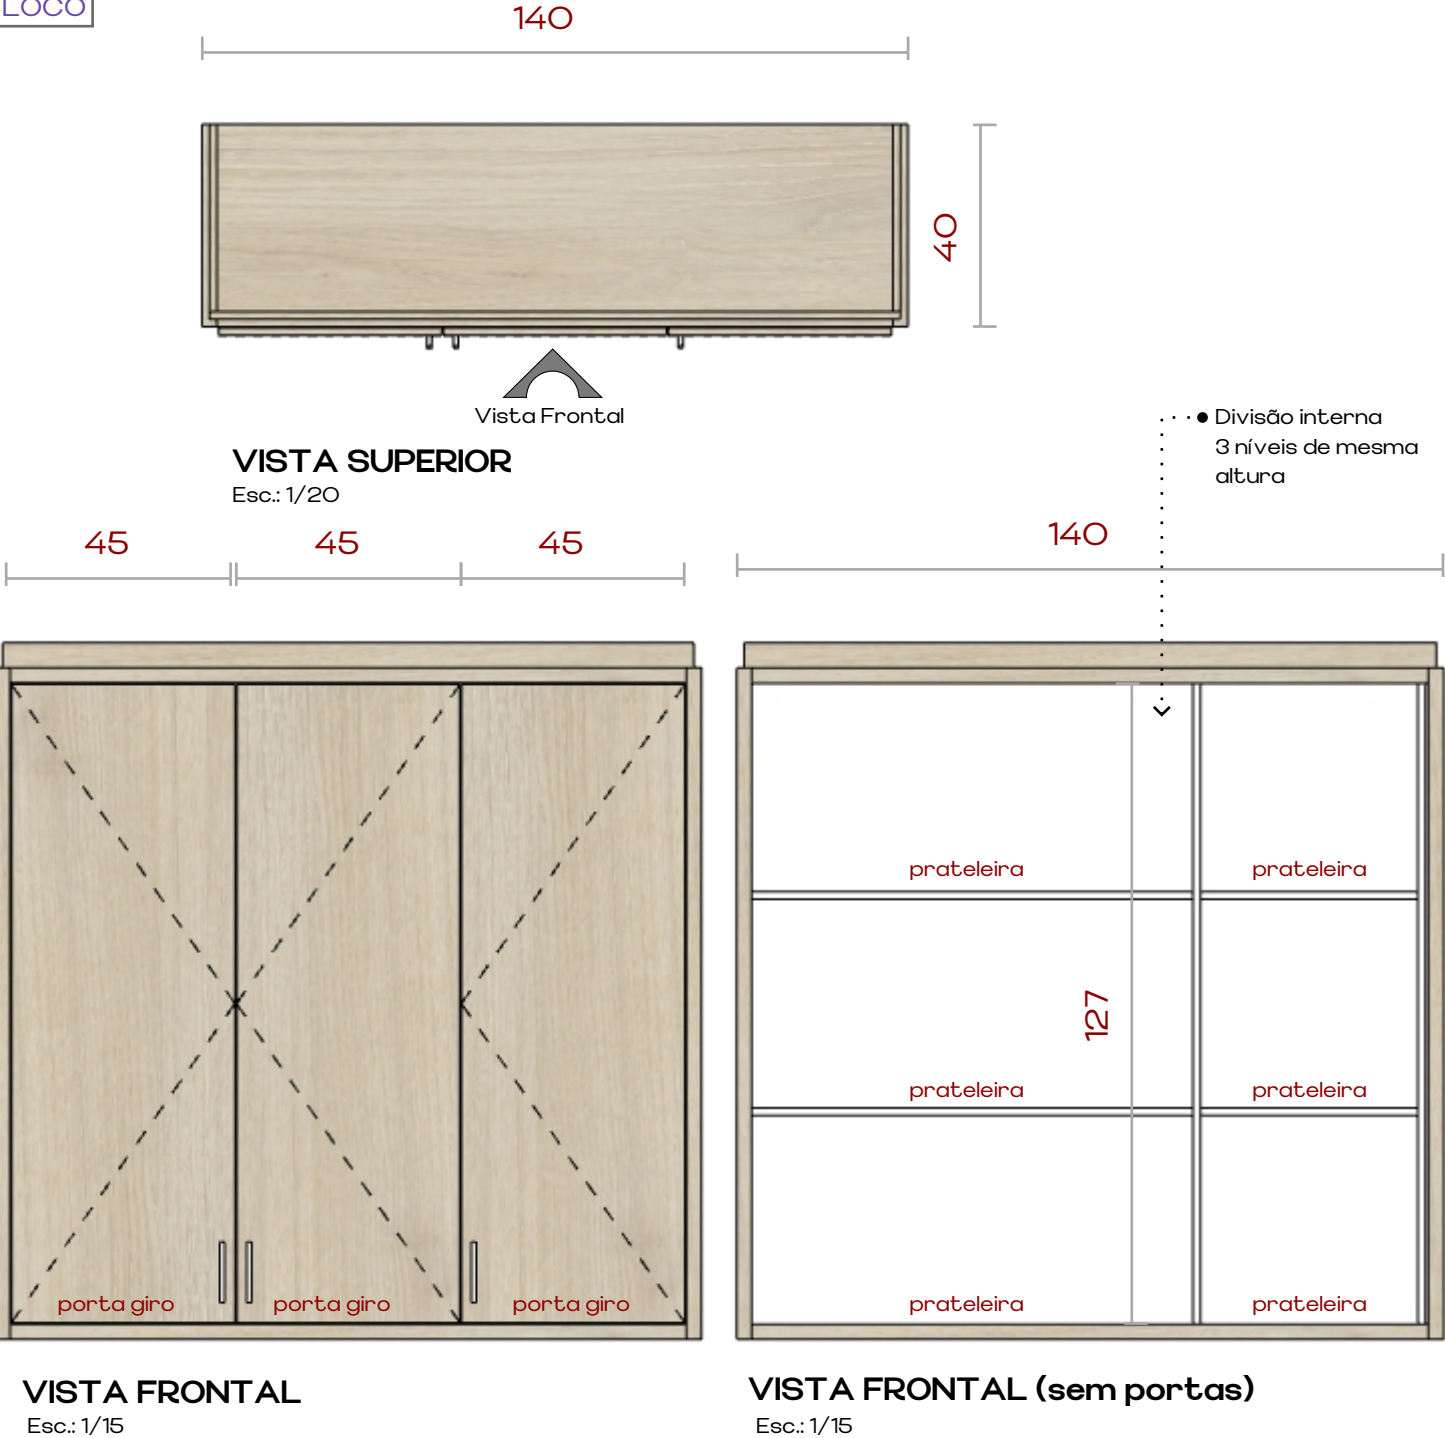 LOCO
140
40
Vista Frontal
VISTA SUPERIOR
Esc.: 1/20
Divisão interna
3 níveis de mesma
altura
45 45 45
140
prateleira prateleira
127
prateleira prateleira
porta giro porta giro porta giro
prateleira prateleira
VISTA FRONTAL
Esc.: 1/15
VISTA FRONTAL (sem portas)
Esc.: 1/15